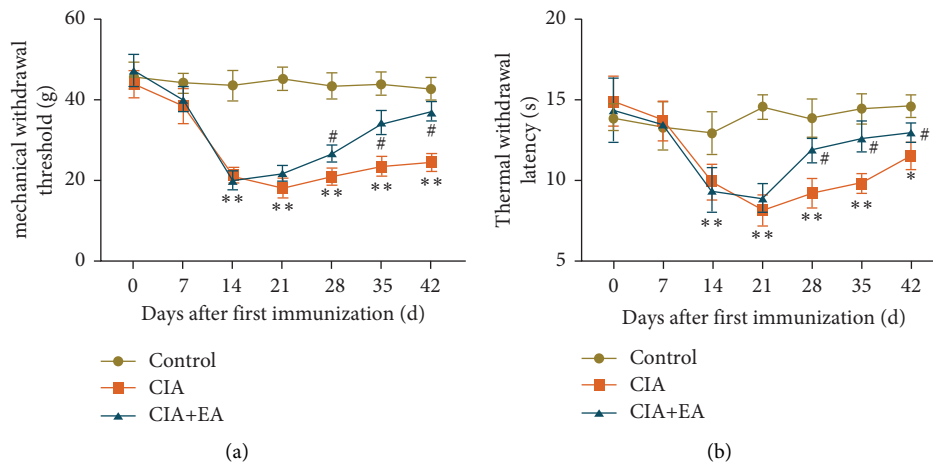 60
40
20
0
mechanical withdrawal
threshold (g)
#
#
#
**
**
**
**
**
0 7 14 21 28 35 42
Days after first immunization (d)
Control
CIA
CIA+EA
(a)
20
15
10
5
Thermal withdrawal
latency (s)
#
#
#
**
**
**
**
*
0 7 14 21 28 35 42
Days after first immunization (d)
Control
CIA
CIA+EA
(b)